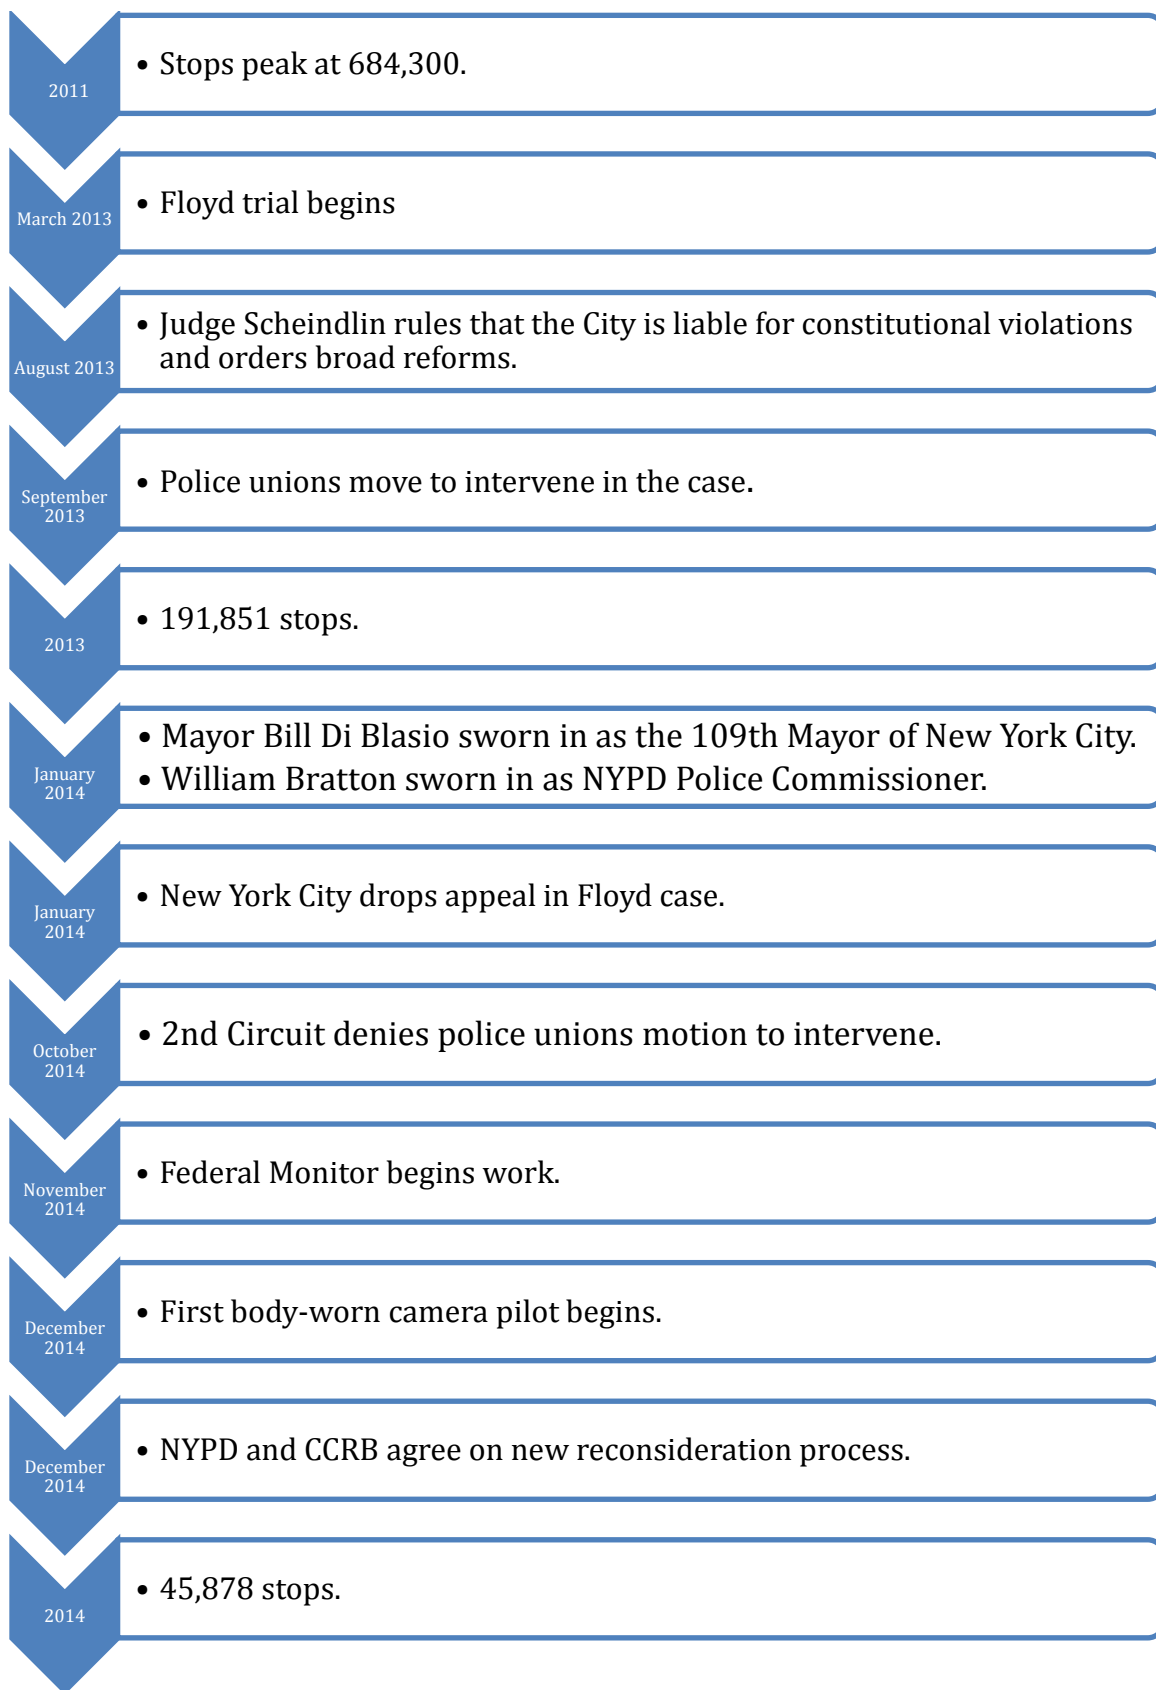 2011
• Stops peak at 684,300.
March 2013
• Floyd trial begins
August 2013
• Judge Scheindlin rules that the City is liable for constitutional violations
and orders broad reforms.
September
2013
• Police unions move to intervene in the case.
2013
• 191,851 stops.
January
2014
• Mayor Bill Di Blasio sworn in as the 109th Mayor of New York City.
• William Bratton sworn in as NYPD Police Commissioner.
January
2014
• New York City drops appeal in Floyd case.
October
2014
• 2nd Circuit denies police unions motion to intervene.
November
2014
• Federal Monitor begins work.
December
2014
• First body-worn camera pilot begins.
December
2014
• NYPD and CCRB agree on new reconsideration process.
2014
• 45,878 stops.